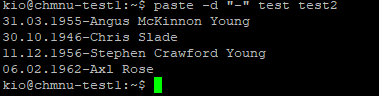 kio@chmnu-test1:~$ paste -d "-" test test2
31.03.1955-Angus McKinnon Young
30.10.1946-Chris Slade
11.12.1956-Stephen Crawford Young
06.02.1962-Axl Rose
kio@chmnu-test1:~$